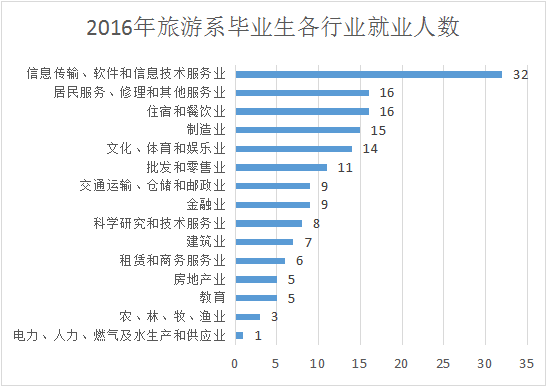 2016年旅游系毕业生各行业就业人数
信息传输、软件和信息技术服务业 32
居民服务、修理和其他服务业 16
住宿和餐饮业 16
制造业 15
文化、体育和娱乐业 14
批发和零售业 11
交通运输、仓储和邮政业 9
金融业 9
科学研究和技术服务业 8
建筑业 7
租赁和商务服务业 6
房地产业 5
教育 5
农、林、牧、渔业 3
电力、人力、燃气及水生产和供应业 1
0 5 10 15 20 25 30 35